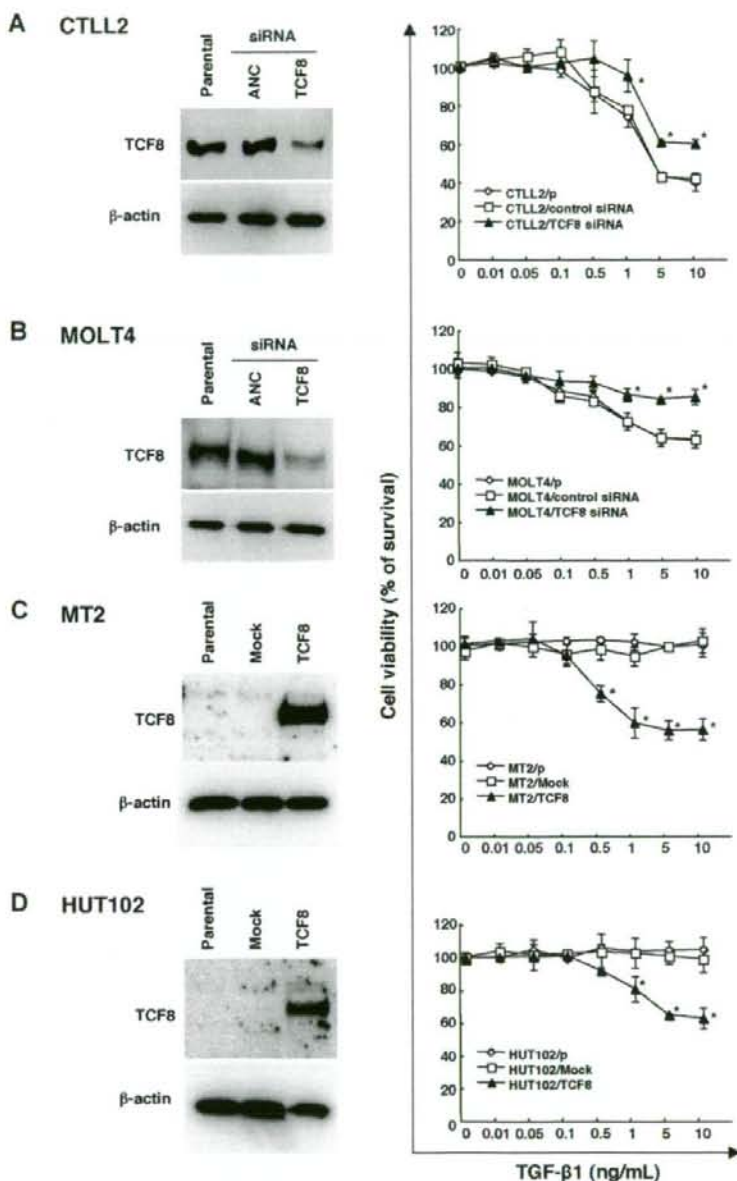 A CTLL2
siRNA
Parental
ANC
TCF8
TCF8
β-actin
120
100
80
60
40
20
0
CTLL2/p
CTLL2/control siRNA
CTLL2/TCF8 siRNA
* * *
0 0.01 0.05 0.1 0.5 1 5 10
B MOLT4
siRNA
Parental
ANC
TCF8
TCF8
β-actin
120
100
80
60
40
20
0
MOLT4/p
MOLT4/control siRNA
MOLT4/TCF8 siRNA
* * *
0 0.01 0.05 0.1 0.5 1 5 10
C MT2
Parental
Mock
TCF8
TCF8
β-actin
120
100
80
60
40
20
0
MT2/p
MT2/Mock
MT2/TCF8
* * * *
0 0.01 0.05 0.1 0.5 1 5 10
D HUT102
Parental
Mock
TCF8
TCF8
β-actin
120
100
80
60
40
20
0
HUT102/p
HUT102/Mock
HUT102/TCF8
* * *
0 0.01 0.05 0.1 0.5 1 5 10
Cell viability (% of survival)
TGF-β1 (ng/mL)